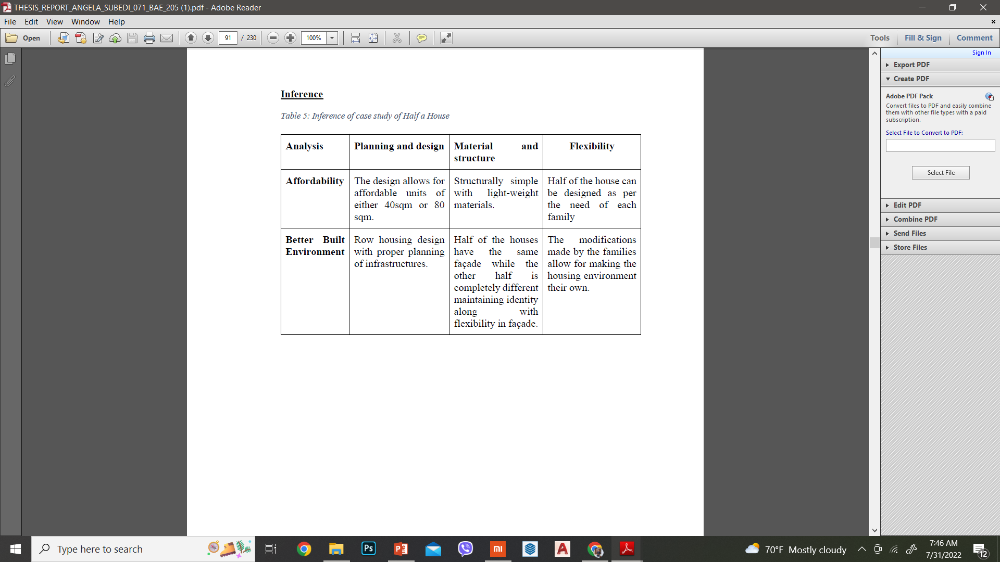 THESIS_REPORT_ANGELA_SUBEDI_071_BAE_205 (1).pdf - Adobe Reader
File Edit View Window Help
Open 91 / 230 100% Tools Fill & Sign Comment
Sign In
Export PDF
Create PDF
Adobe PDF Pack
Convert files to PDF and easily combine
them with other file types with a paid
subscription.
Select File to Convert to PDF:
Select File
Edit PDF
Combine PDF
Send Files
Store Files
Inference
Table 5: Inference of case study of Half a House
Analysis
Planning and design
Material and
structure
Flexibility
Affordability
The design allows for
affordable units of
either 40sqm or 80
sqm.
Structurally simple
with light-weight
materials.
Half of the house can
be designed as per
the need of each
family
Better Built
Environment
Row housing design
with proper planning
of infrastructures.
Half of the houses
have the same
façade while the
other half is
completely different
maintaining identity
along with
flexibility in façade.
The modifications
made by the families
allow for making the
housing environment
their own.
Type here to search
Ps
P
mi
A
70°F Mostly cloudy
7:46 AM
7/31/2022
12